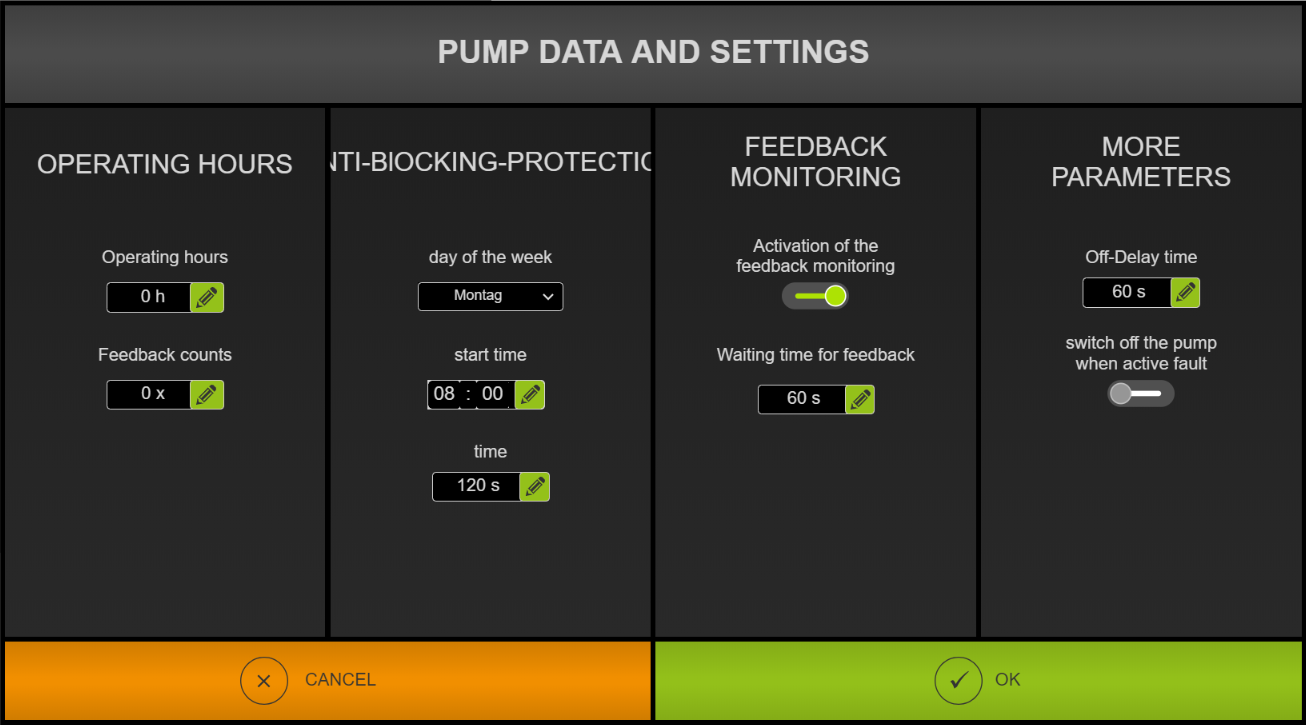 PUMP DATA AND SETTINGS
OPERATING HOURS
Operating hours
0 h
Feedback counts
0 x
NTI-BIOCKING-PROTECTIO
day of the week
Montag
start time
08 : 00
time
120 s
FEEDBACK
MONITORING
Activation of the
feedback monitoring
Waiting time for feedback
60 s
MORE
PARAMETERS
Off-Delay time
60 s
switch off the pump
when active fault
CANCEL
OK